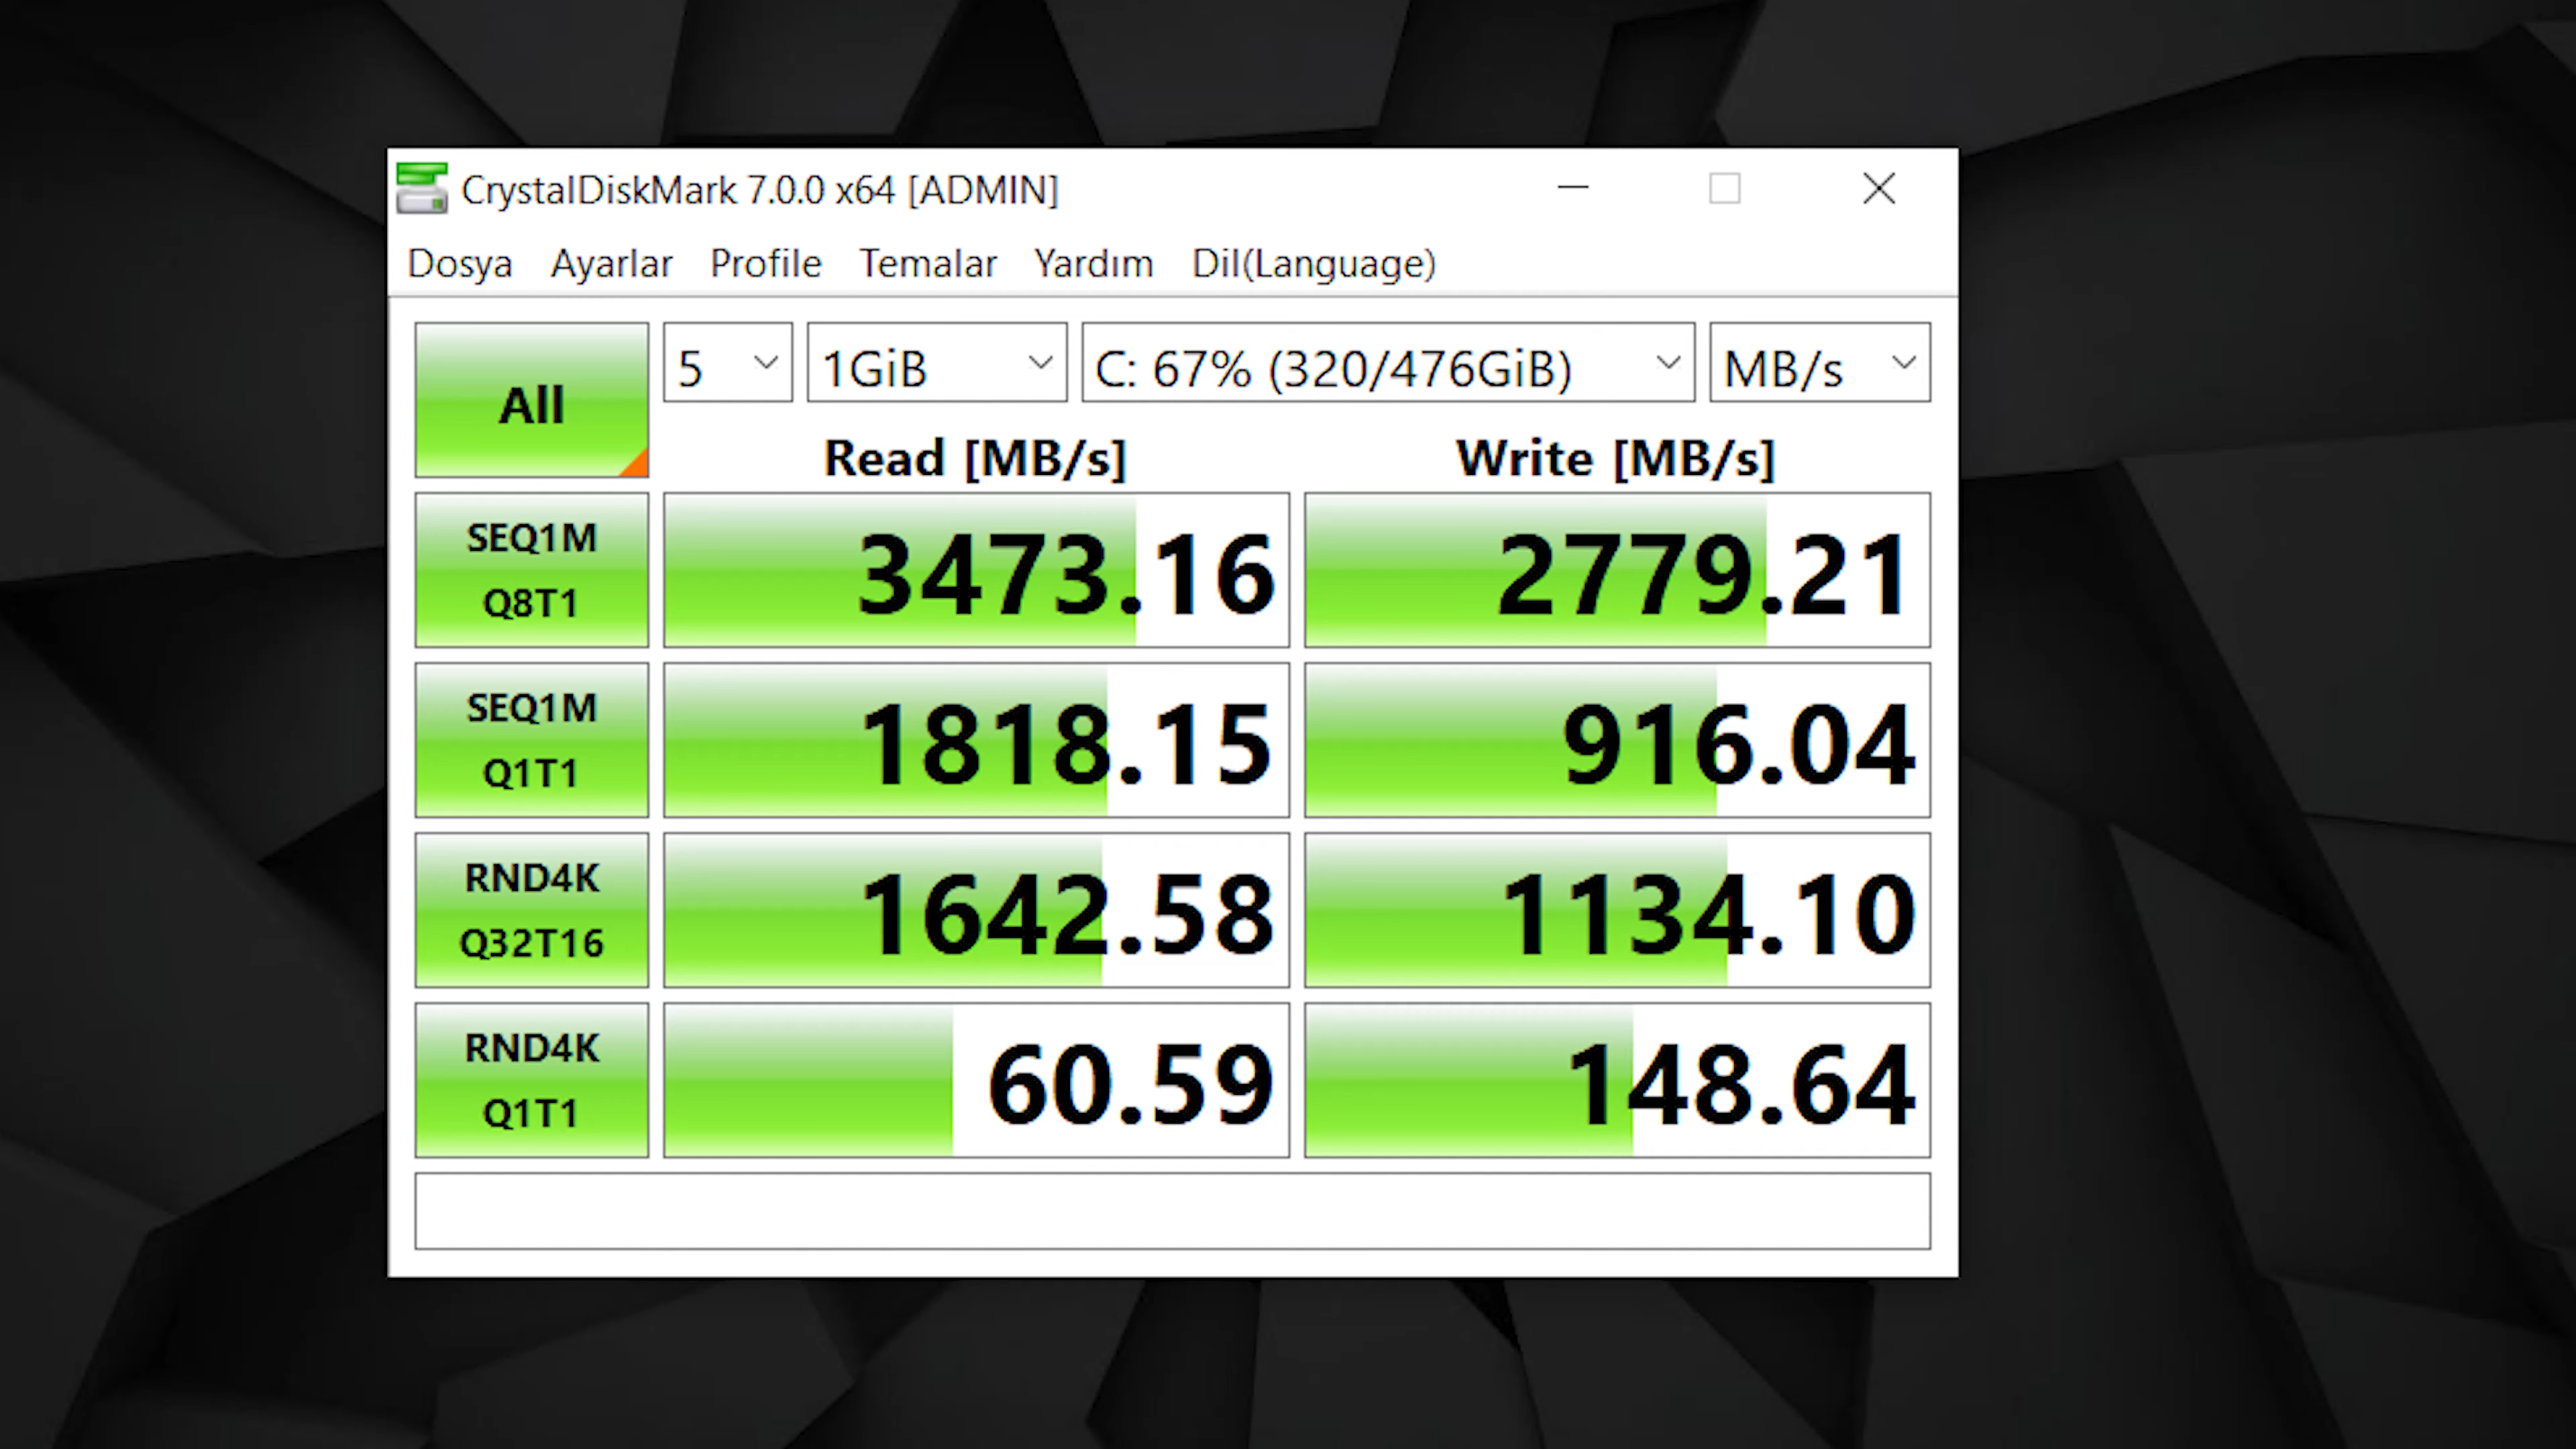 CrystalDiskMark 7.0.0 x64 [ADMIN]
Dosya Ayarlar Profile Temalar Yardım Dil(Language)
All 5 1GiB C: 67% (320/476GiB) MB/s
Read [MB/s] Write [MB/s]
SEQ1M
Q8T1
3473.16 2779.21
SEQ1M
Q1T1
1818.15 916.04
RND4K
Q32T16
1642.58 1134.10
RND4K
Q1T1
60.59 148.64